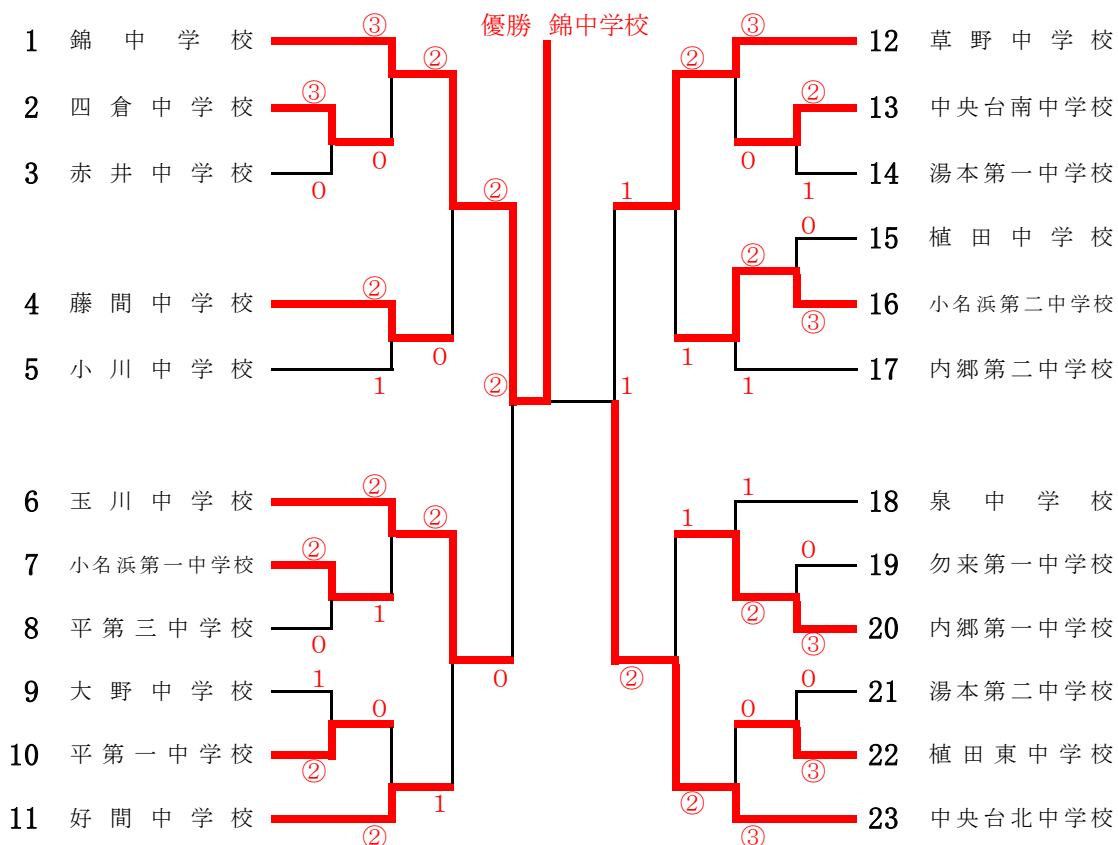 優勝 錦中学校
1 錦中学校 ③ ②
② ③ 12 草野中学校
2 四倉中学校 ③
② 13 中央台南中学校
0
0
3 赤井中学校 0
1 14 湯本第一中学校
②
1
0 15 植田中学校
②
4 藤間中学校 ②
③ 16 小名浜第二中学校
0
1
5 小川中学校 1
1 17 内郷第二中学校
②
1
6 玉川中学校 ② ②
1 1 18 泉中学校
7 小名浜第一中学校 ②
0 19 勿来第一中学校
1
②
8 平第三中学校 0
③ 20 内郷第一中学校
0
②
9 大野中学校 1
0 21 湯本第二中学校
0
0
10 平第一中学校 ②
③ 22 植田東中学校
1
②
11 好間中学校 ②
③ 23 中央台北中学校